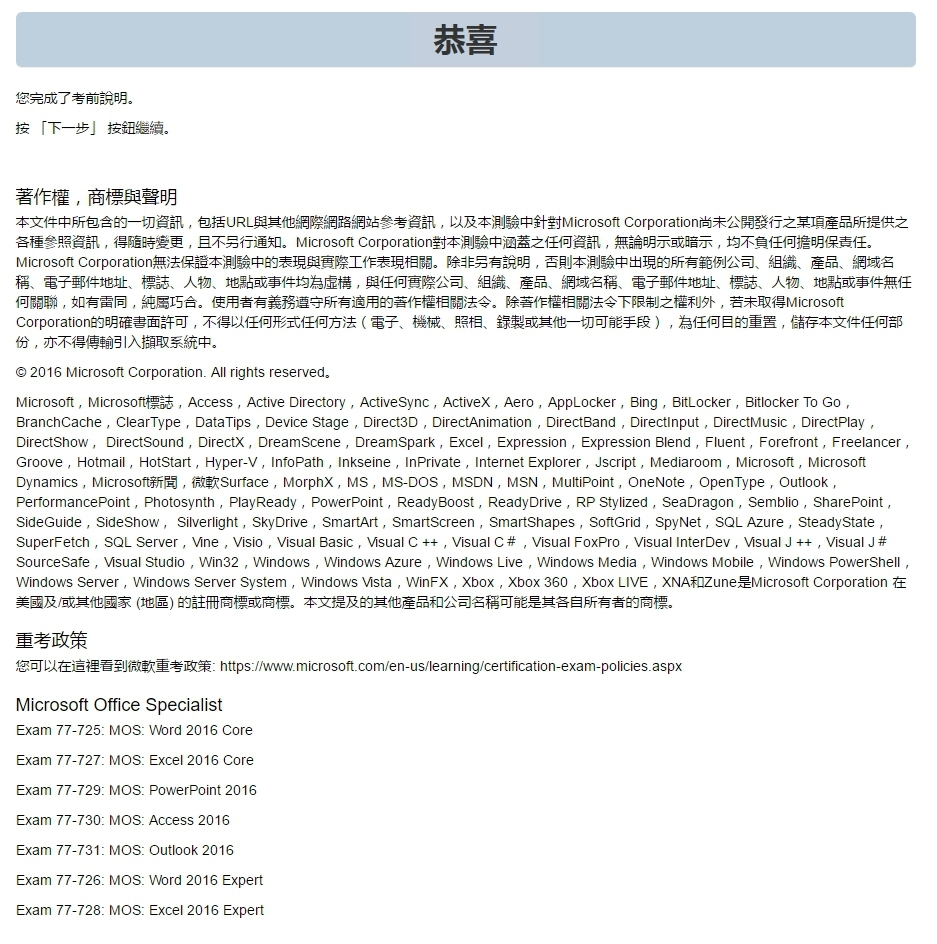 恭喜
您完成了考前說明。
按 「下一步」 按鈕繼續。
著作權，商標與聲明
本文件中所包含的一切資訊，包括URL與其他網際網路網站參考資訊，以及本測驗中針對Microsoft Corporation尚未公開發行之某項產品所提供之
各種參照資訊，得隨時變更，且不另行通知。Microsoft Corporation對本測驗中涵蓋之任何資訊，無論明示或暗示，均不負任何擔明保責任。
Microsoft Corporation無法保證本測驗中的表現與實際工作表現相關。除非另有說明，否則本測驗中出現的所有範例公司、組織、產品、網域名
稱、電子郵件地址、標誌、人物、地點或事件均為虛構，與任何實際公司、組織、產品、網域名稱、電子郵件地址、標誌、人物、地點或事件無任
何關聯，如有雷同，純屬巧合。使用者有義務遵守所有適用的著作權相關法令。除著作權相關法令下限制之權利外，若未取得Microsoft
Corporation的明確書面許可，不得以任何形式任何方法（電子、機械、照相、錄製或其他一切可能手段），為任何目的重置，儲存本文件任何部
份，亦不得傳輸引入擷取系統中。
© 2016 Microsoft Corporation. All rights reserved。
Microsoft，Microsoft標誌，Access，Active Directory，ActiveSync，ActiveX，Aero，AppLocker，Bing，BitLocker，Bitlocker To Go，
BranchCache，ClearType，DataTips，Device Stage，Direct3D，DirectAnimation，DirectBand，DirectInput，DirectMusic，DirectPlay，
DirectShow， DirectSound，DirectX，DreamScene，DreamSpark，Excel，Expression，Expression Blend，Fluent，Forefront，Freelancer，
Groove，Hotmail，HotStart，Hyper-V，InfoPath，Inkseine，InPrivate，Internet Explorer，Jscript，Mediaroom，Microsoft，Microsoft
Dynamics，Microsoft新聞，微軟Surface，MorphX，MS，MS-DOS，MSDN，MSN，MultiPoint，OneNote，OpenType，Outlook，
PerformancePoint，Photosynth，PlayReady，PowerPoint，ReadyBoost，ReadyDrive，RP Stylized，SeaDragon，Semblio，SharePoint，
SideGuide，SideShow， Silverlight，SkyDrive，SmartArt，SmartScreen，SmartShapes，SoftGrid，SpyNet，SQL Azure，SteadyState，
SuperFetch，SQL Server，Vine，Visio，Visual Basic，Visual C ++，Visual C＃，Visual FoxPro，Visual InterDev，Visual J ++，Visual J＃
SourceSafe，Visual Studio，Win32，Windows，Windows Azure，Windows Live，Windows Media，Windows Mobile，Windows PowerShell，
Windows Server，Windows Server System，Windows Vista，WinFX，Xbox，Xbox 360，Xbox LIVE，XNA和Zune是Microsoft Corporation 在
美國及/或其他國家 (地區) 的註冊商標或商標。本文提及的其他產品和公司名稱可能是其各自所有者的商標。
重考政策
您可以在這裡看到微軟重考政策: https://www.microsoft.com/en-us/learning/certification-exam-policies.aspx
Microsoft Office Specialist
Exam 77-725: MOS: Word 2016 Core
Exam 77-727: MOS: Excel 2016 Core
Exam 77-729: MOS: PowerPoint 2016
Exam 77-730: MOS: Access 2016
Exam 77-731: MOS: Outlook 2016
Exam 77-726: MOS: Word 2016 Expert
Exam 77-728: MOS: Excel 2016 Expert